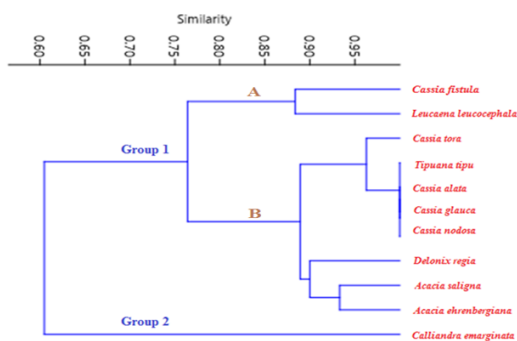 Similarity
0.60 0.65 0.70 0.75 0.80 0.85 0.90 0.95
A
Cassia fistula
Leucaena leucocephala
Cassia tora
Group 1
Tipuana tipu
Cassia alata
B
Cassia glauca
Cassia nodosa
Delonix regia
Acacia saligna
Acacia ehrenbergiana
Group 2
Calliandra emarginata